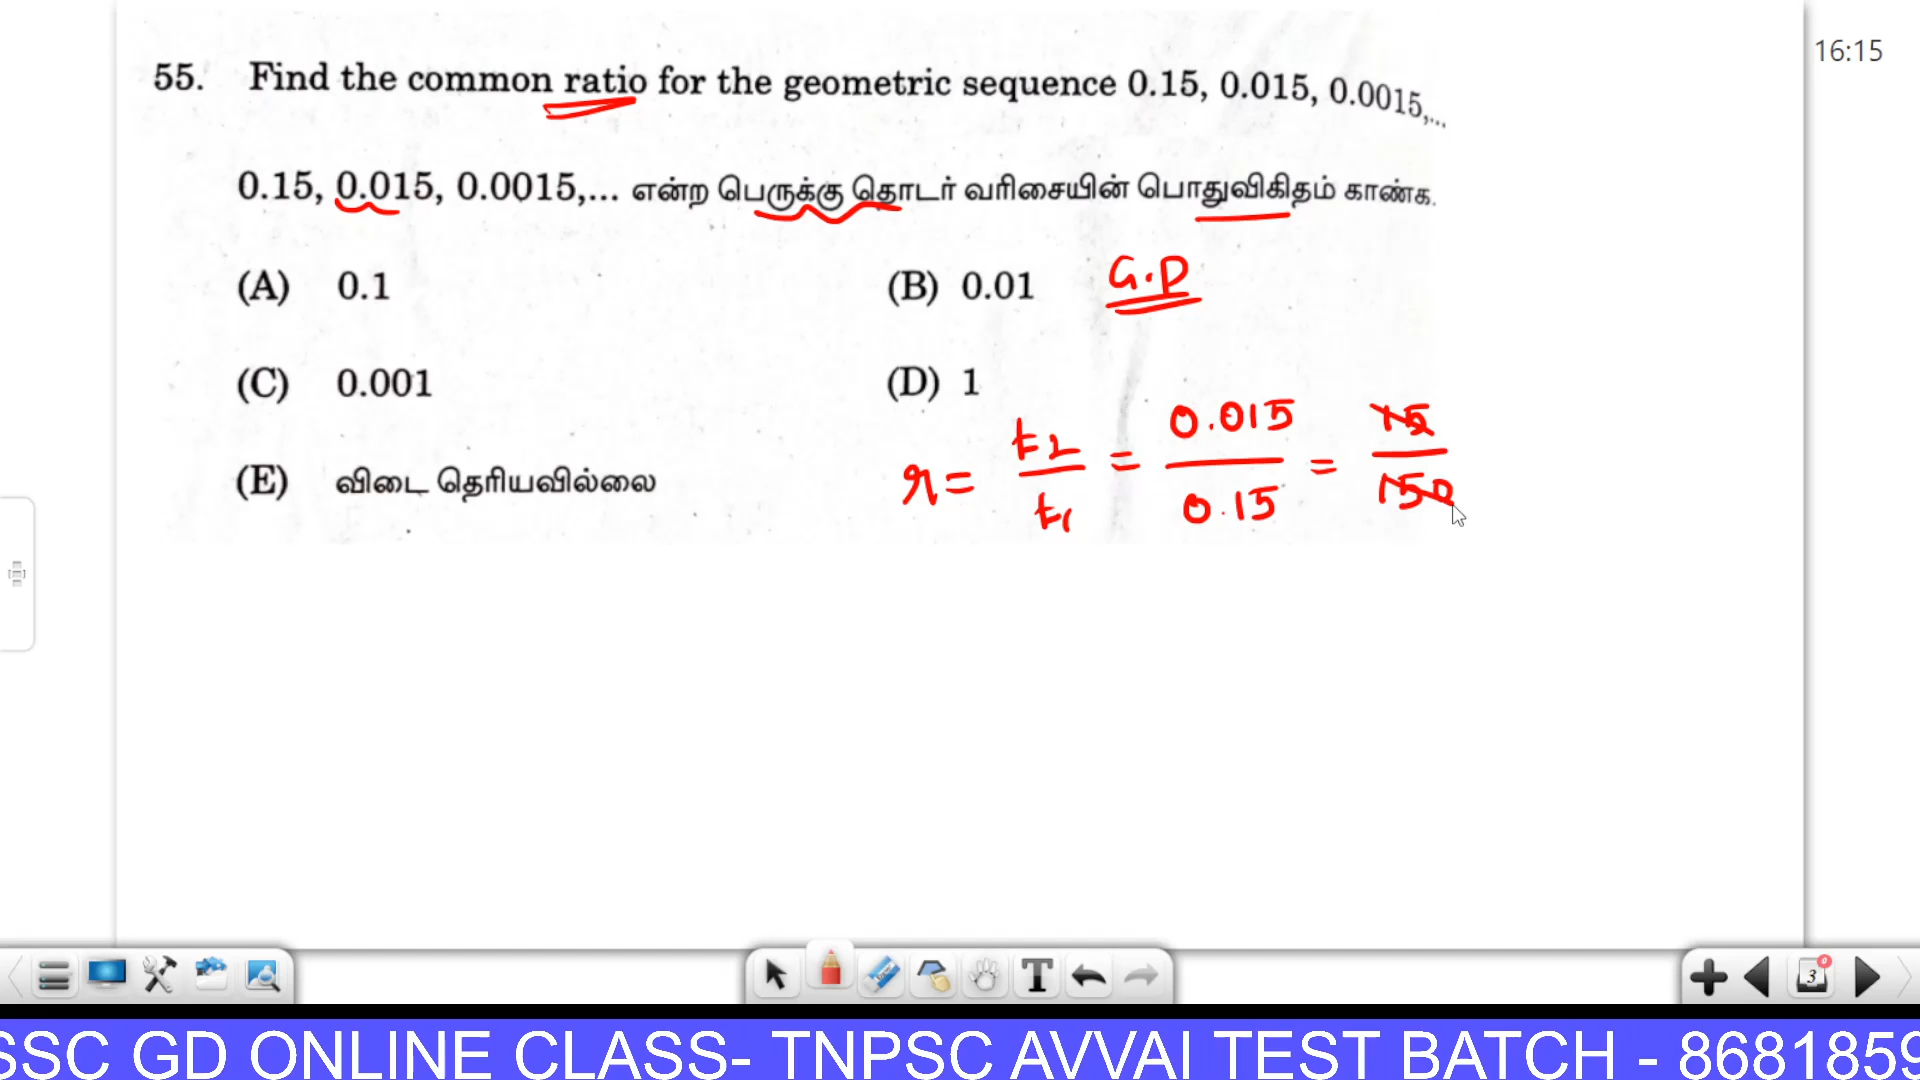 16:15
55. Find the common ratio for the geometric sequence 0.15, 0.015, 0.0015,...
0.15, 0.015, 0.0015,... என்ற பெருக்கு தொடர் வரிசையின் பொதுவிகிதம் காண்க.
(A) 0.1 (B) 0.01 G.P
(C) 0.001 (D) 1
(E) விடை தெரியவில்லை
r = t2/t1 = 0.015/0.15 = 15/150
3
0
SSC GD ONLINE CLASS- TNPSC AVVAI TEST BATCH - 8681859